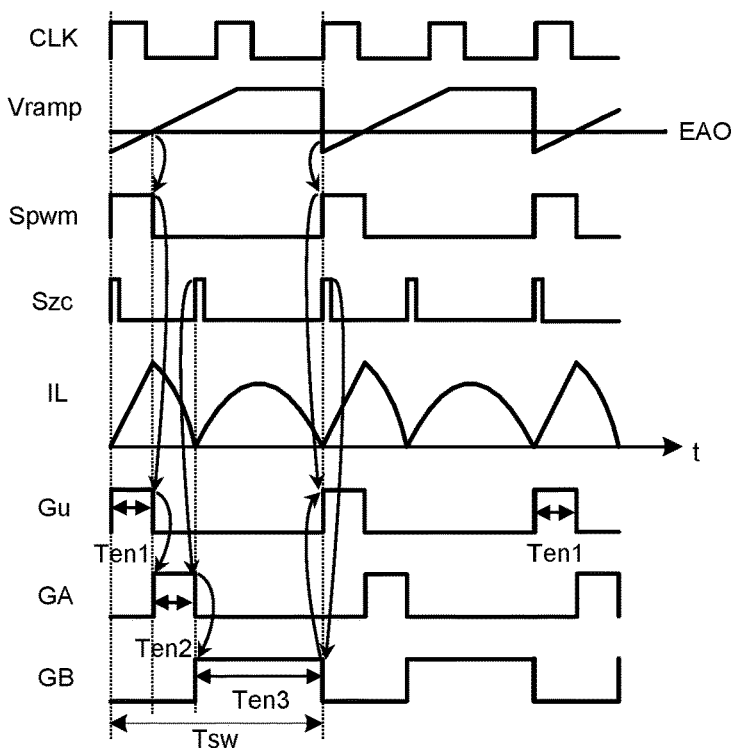 CLK
Vramp
EAO
Spwm
Szc
IL
t
Gu
Ten1
Ten1
GA
Ten2
GB
Ten3
Tsw